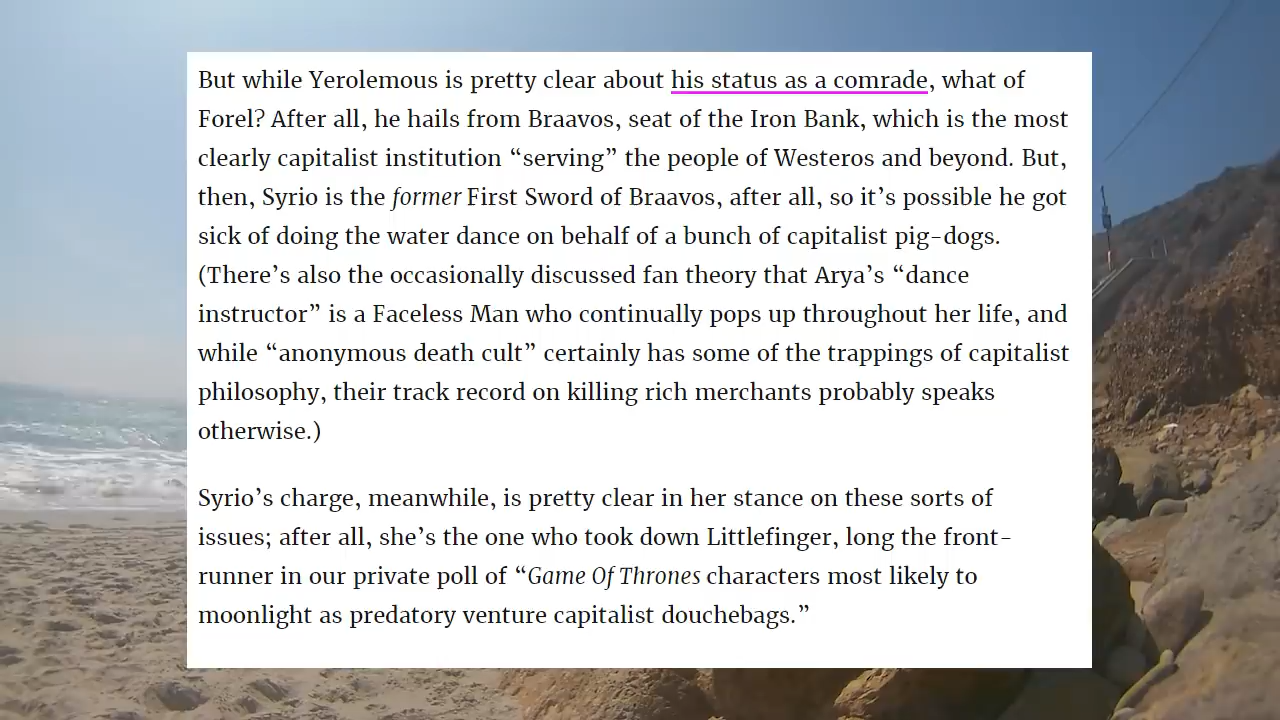 But while Yerolemous is pretty clear about his status as a comrade, what of
Forel? After all, he hails from Braavos, seat of the Iron Bank, which is the most
clearly capitalist institution “serving” the people of Westeros and beyond. But,
then, Syrio is the former First Sword of Braavos, after all, so it’s possible he got
sick of doing the water dance on behalf of a bunch of capitalist pig-dogs.
(There’s also the occasionally discussed fan theory that Arya’s “dance
instructor” is a Faceless Man who continually pops up throughout her life, and
while “anonymous death cult” certainly has some of the trappings of capitalist
philosophy, their track record on killing rich merchants probably speaks
otherwise.)
Syrio’s charge, meanwhile, is pretty clear in her stance on these sorts of
issues; after all, she’s the one who took down Littlefinger, long the front-
runner in our private poll of “Game Of Thrones characters most likely to
moonlight as predatory venture capitalist douchebags.”